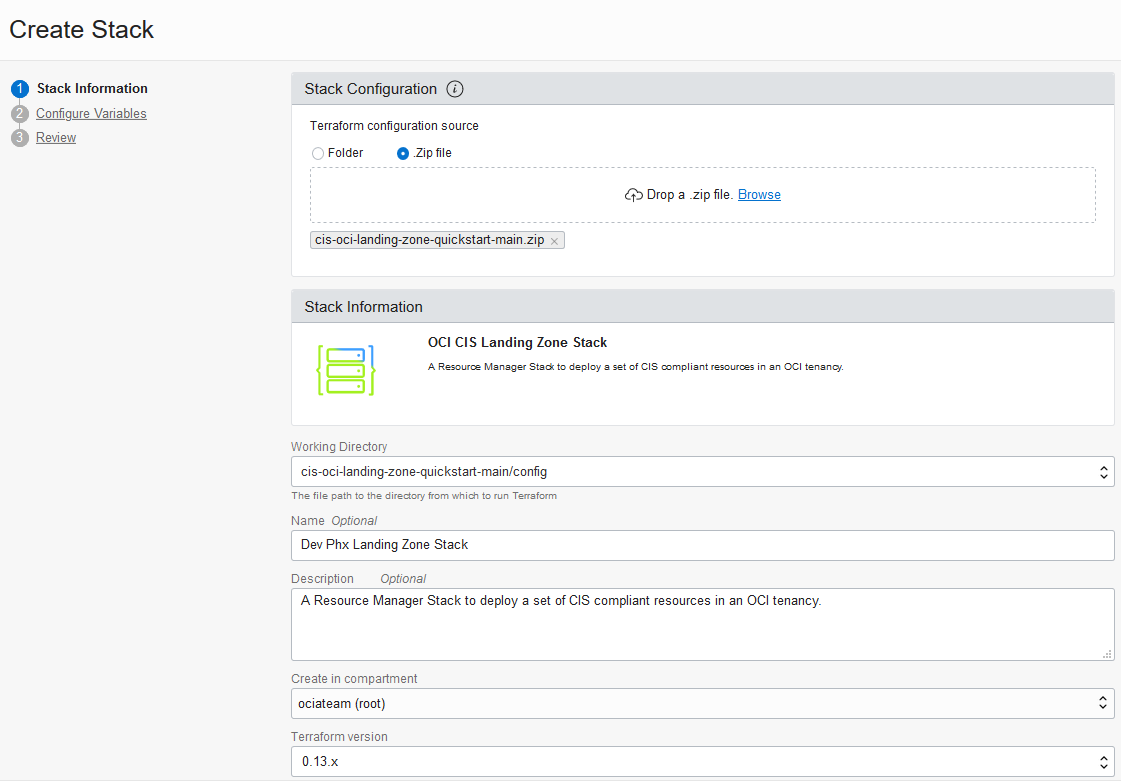 Create Stack
1 Stack Information
2 Configure Variables
3 Review
Stack Configuration i
Terraform configuration source
Folder .Zip file
Drop a .zip file. Browse
cis-oci-landing-zone-quickstart-main.zip ×
Stack Information
OCI CIS Landing Zone Stack
A Resource Manager Stack to deploy a set of CIS compliant resources in an OCI tenancy.
Working Directory
cis-oci-landing-zone-quickstart-main/config
The file path to the directory from which to run Terraform
Name Optional
Dev Phx Landing Zone Stack
Description Optional
A Resource Manager Stack to deploy a set of CIS compliant resources in an OCI tenancy.
Create in compartment
ociateam (root)
Terraform version
0.13.x